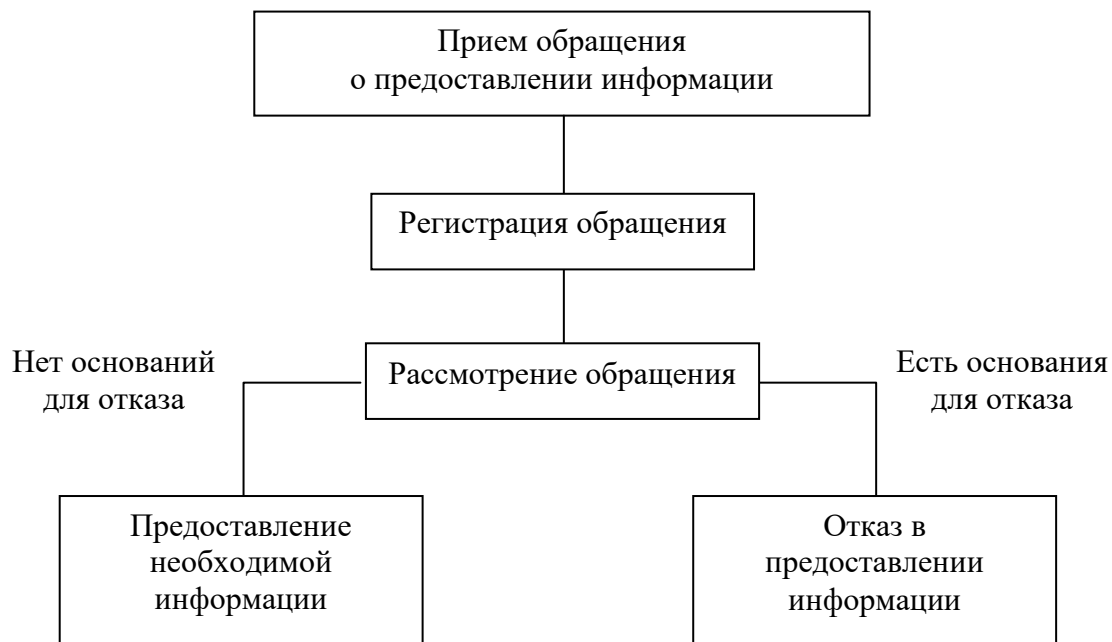 Прием обращения
о предоставлении информации
Регистрация обращения
Рассмотрение обращения
Нет оснований
для отказа
Есть основания
для отказа
Предоставление
необходимой
информации
Отказ в
предоставлении
информации